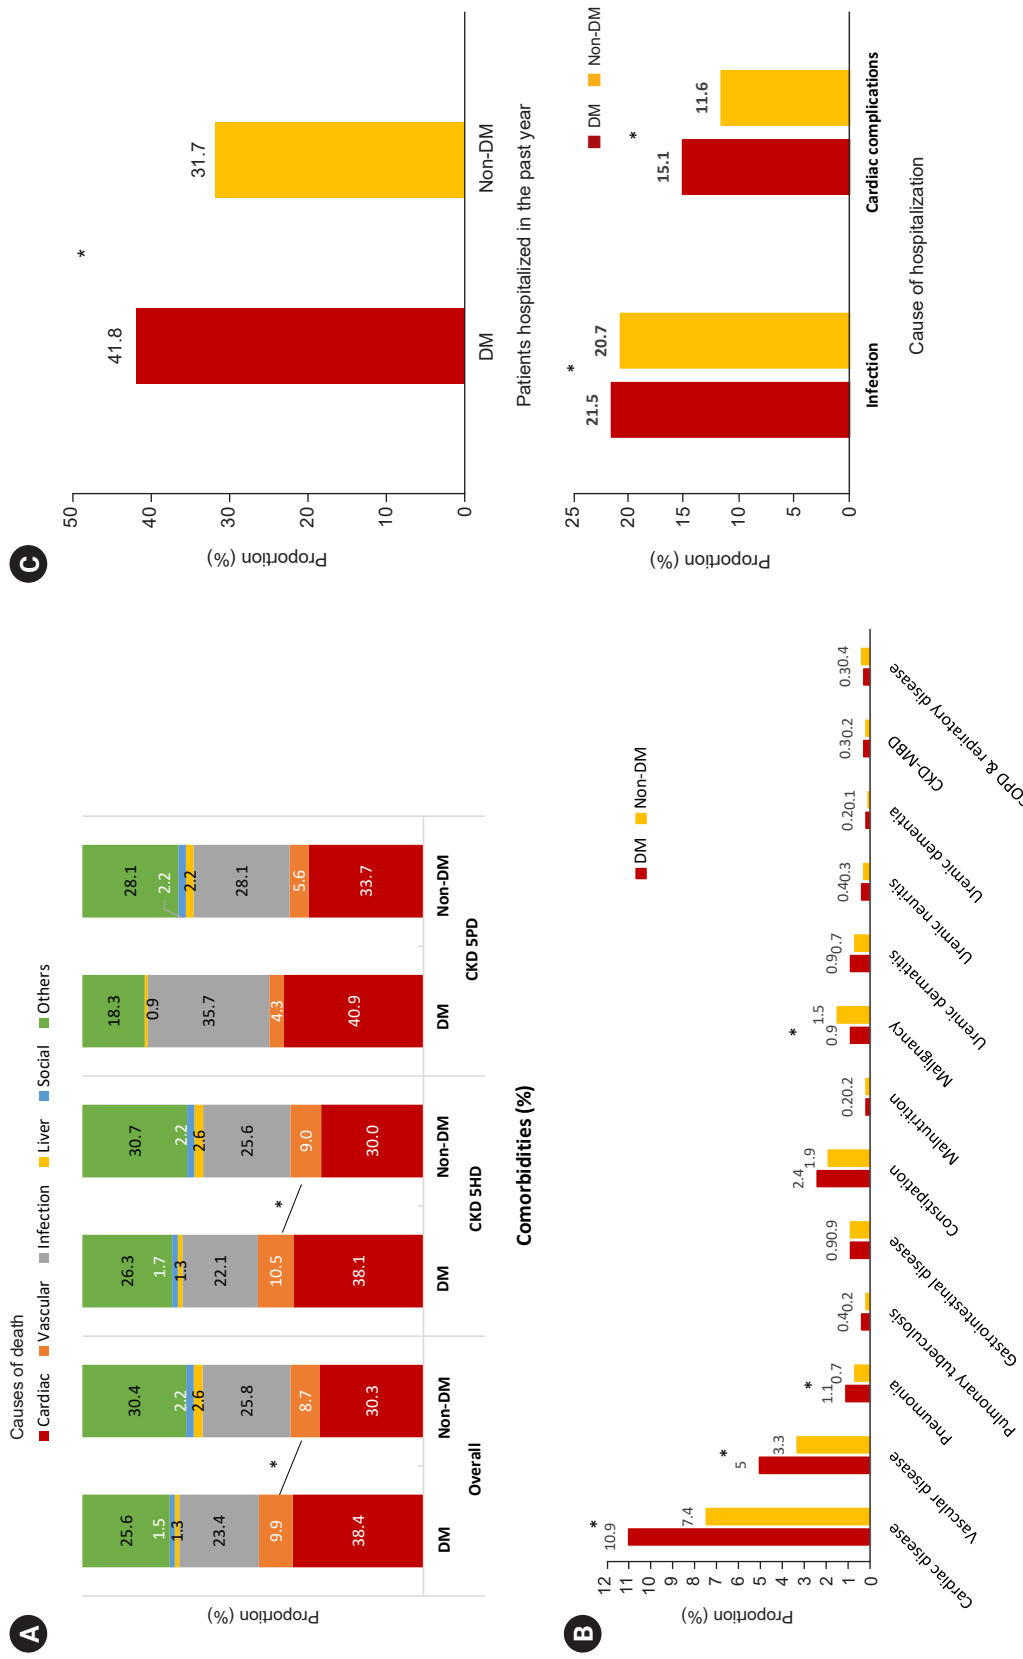 A
Causes of death
Cardiac Vascular Infection Liver Social Others
Proportion (%)
25.6 30.4 26.3 30.7 18.3 28.1
1.5 2.2 1.7 2.2 2.2
1.3 2.6 1.3 2.6 0.9 2.2
23.4 25.8 22.1 25.6 35.7 28.1
9.9 8.7 10.5 9.0 4.3 5.6
38.4 30.3 38.1 30.0 40.9 33.7
* *
DM Non-DM DM Non-DM DM Non-DM
Overall CKD 5HD CKD 5PD
B
Comorbidities (%)
DM Non-DM
Proportion (%)
12
11
10
9
8
7
6
5
4
3
2
1
0
10.9 7.4 5 3.3 1.1 0.7 0.4 0.2 0.9 0.9 2.4 1.9 0.2 0.2 0.9 1.5 0.9 0.7 0.4 0.3 0.2 0.1 0.3 0.2 0.3 0.4
* * * *
Cardiac disease
Vascular disease
Pneumonia
Pulmonary tuberculosis
Gastrointestinal disease
Constipation
Malnutrition
Malignancy
Uremic dermatitis
Uremic neuritis
Uremic dementia
CKD-MBD
OPD & repiratory disease
C
Proportion (%)
50
40
30
20
10
0
41.8 * 31.7
DM Non-DM
Patients hospitalized in the past year
DM Non-DM
Proportion (%)
25
20
15
10
5
0
21.5 * 20.7 15.1 * 11.6
Infection Cardiac complications
Cause of hospitalization